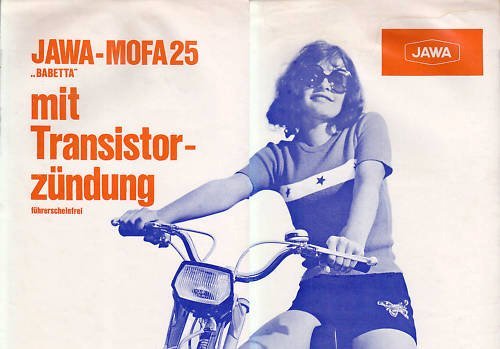 JAWA-MOFA25
„BABETTA"
mit
Transistor-
zündung
führerscheinfrei
JAWA